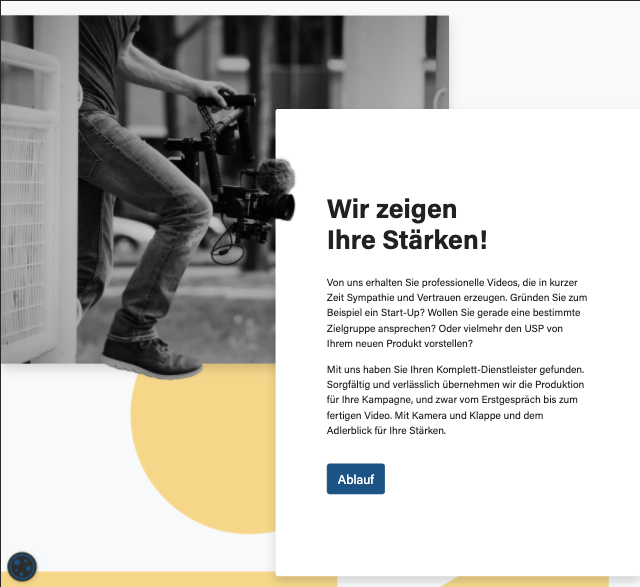 Wir zeigen
Ihre Stärken!
Von uns erhalten Sie professionelle Videos, die in kurzer
Zeit Sympathie und Vertrauen erzeugen. Gründen Sie zum
Beispiel ein Start-Up? Wollen Sie gerade eine bestimmte
Zielgruppe ansprechen? Oder vielmehr den USP von
Ihrem neuen Produkt vorstellen?
Mit uns haben Sie Ihren Komplett-Dienstleister gefunden.
Sorgfältig und verlässlich übernehmen wir die Produktion
für Ihre Kampagne, und zwar vom Erstgespräch bis zum
fertigen Video. Mit Kamera und Klappe und dem
Adlerblick für Ihre Stärken.
Ablauf